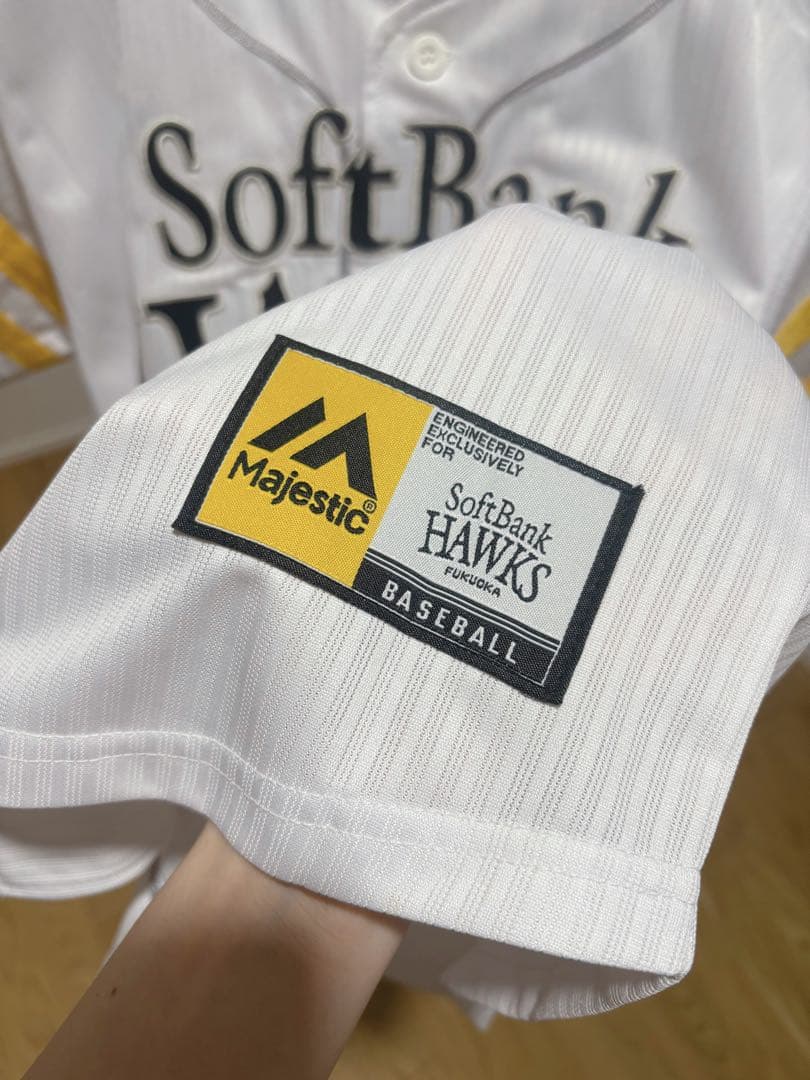 SoftBank
Majestic®
ENGINEERED
EXCLUSIVELY
FOR
SoftBank
HAWKS
FUKUOKA
BASEBALL